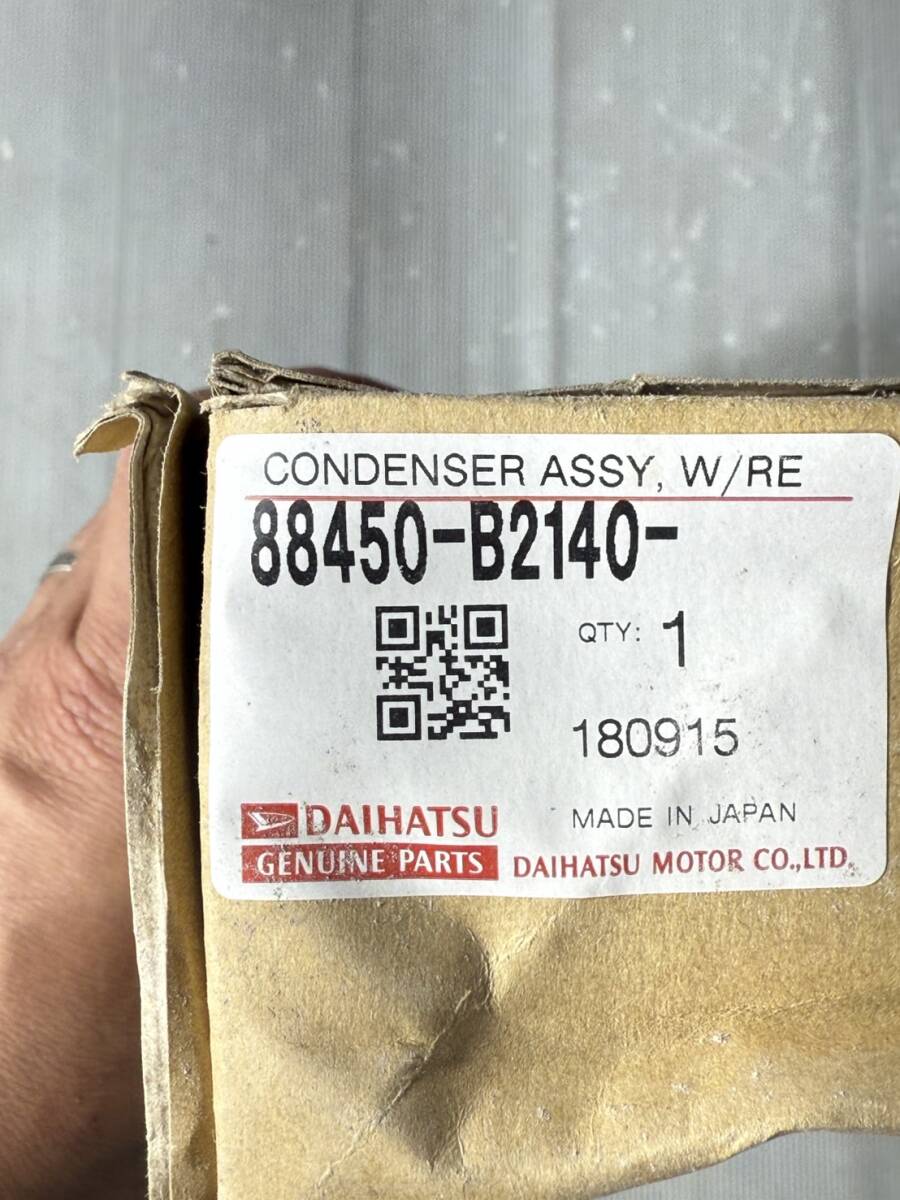 CONDENSER ASSY, W/RE
88450-B2140-
QTY: 1
180915
MADE IN JAPAN
DAIHATSU
GENUINE PARTS
DAIHATSU MOTOR CO.,LTD.